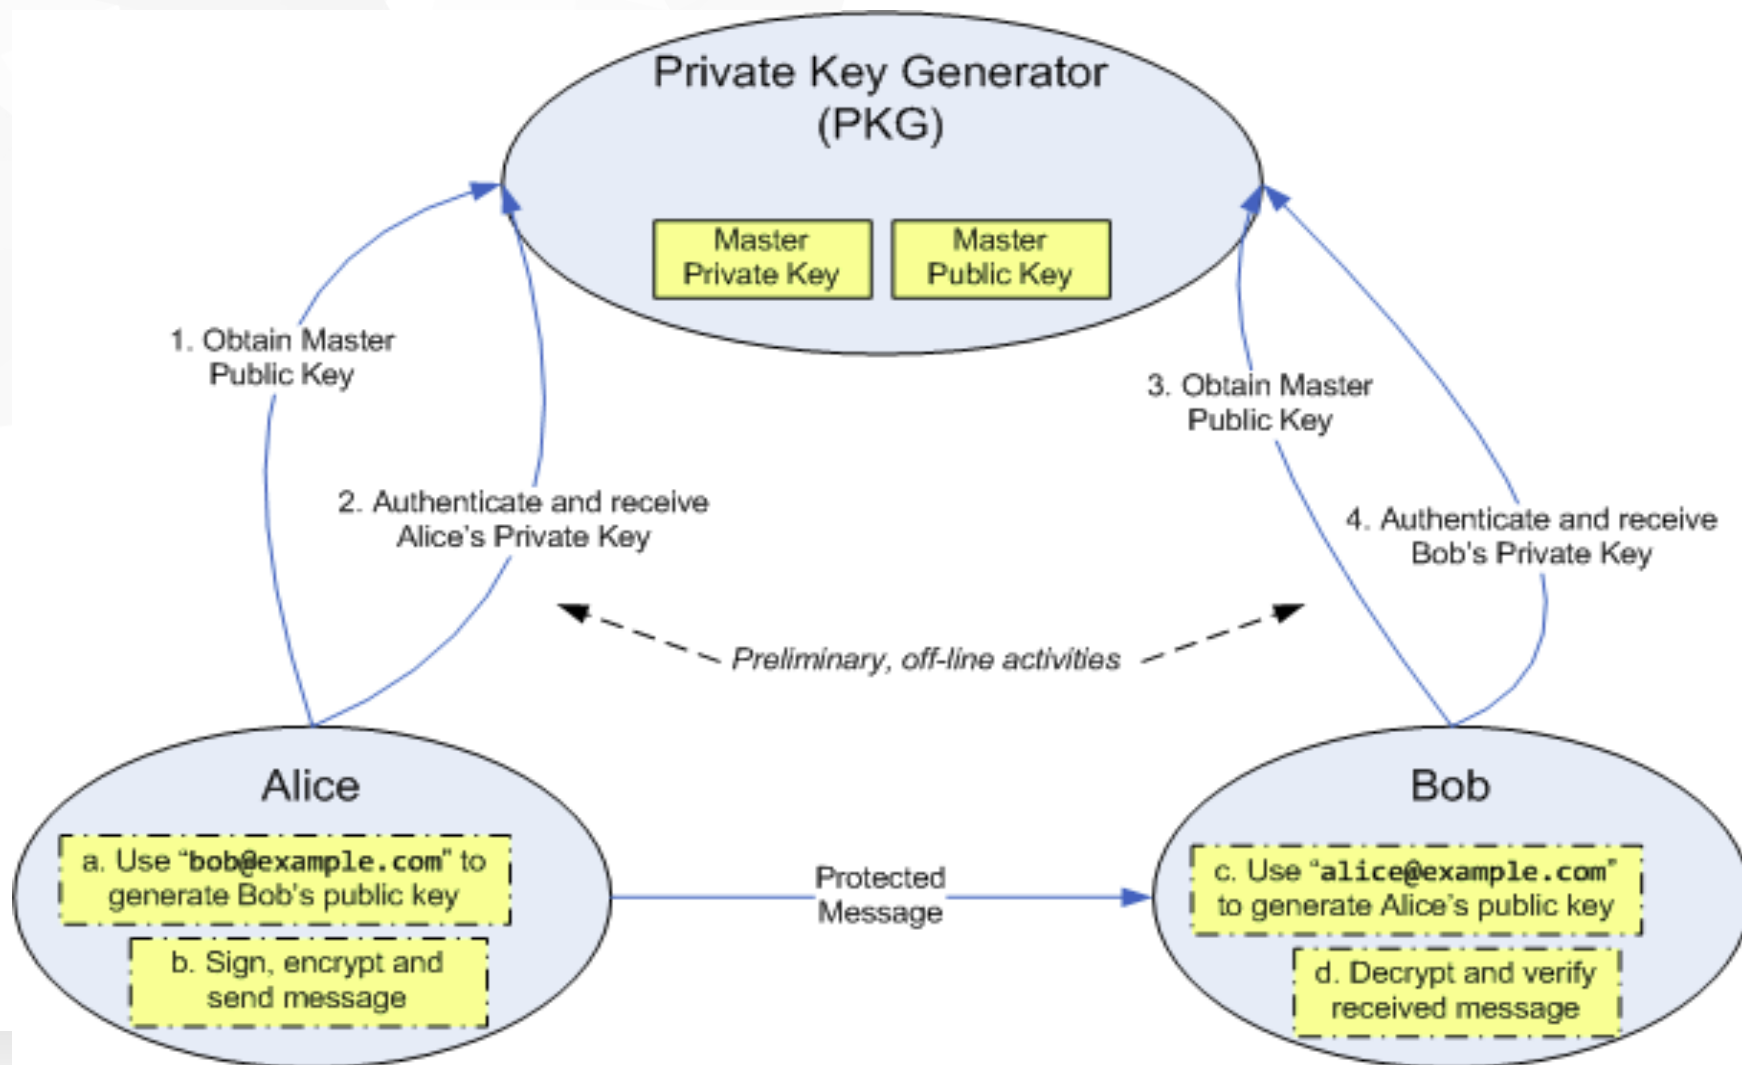 Private Key Generator
(PKG)
Master
Private Key
Master
Public Key
1. Obtain Master
Public Key
2. Authenticate and receive
Alice's Private Key
3. Obtain Master
Public Key
4. Authenticate and receive
Bob's Private Key
Preliminary, off-line activities
Alice
a. Use “bob@example.com” to
generate Bob's public key
b. Sign, encrypt and
send message
Protected
Message
Bob
c. Use “alice@example.com”
to generate Alice's public key
d. Decrypt and verify
received message